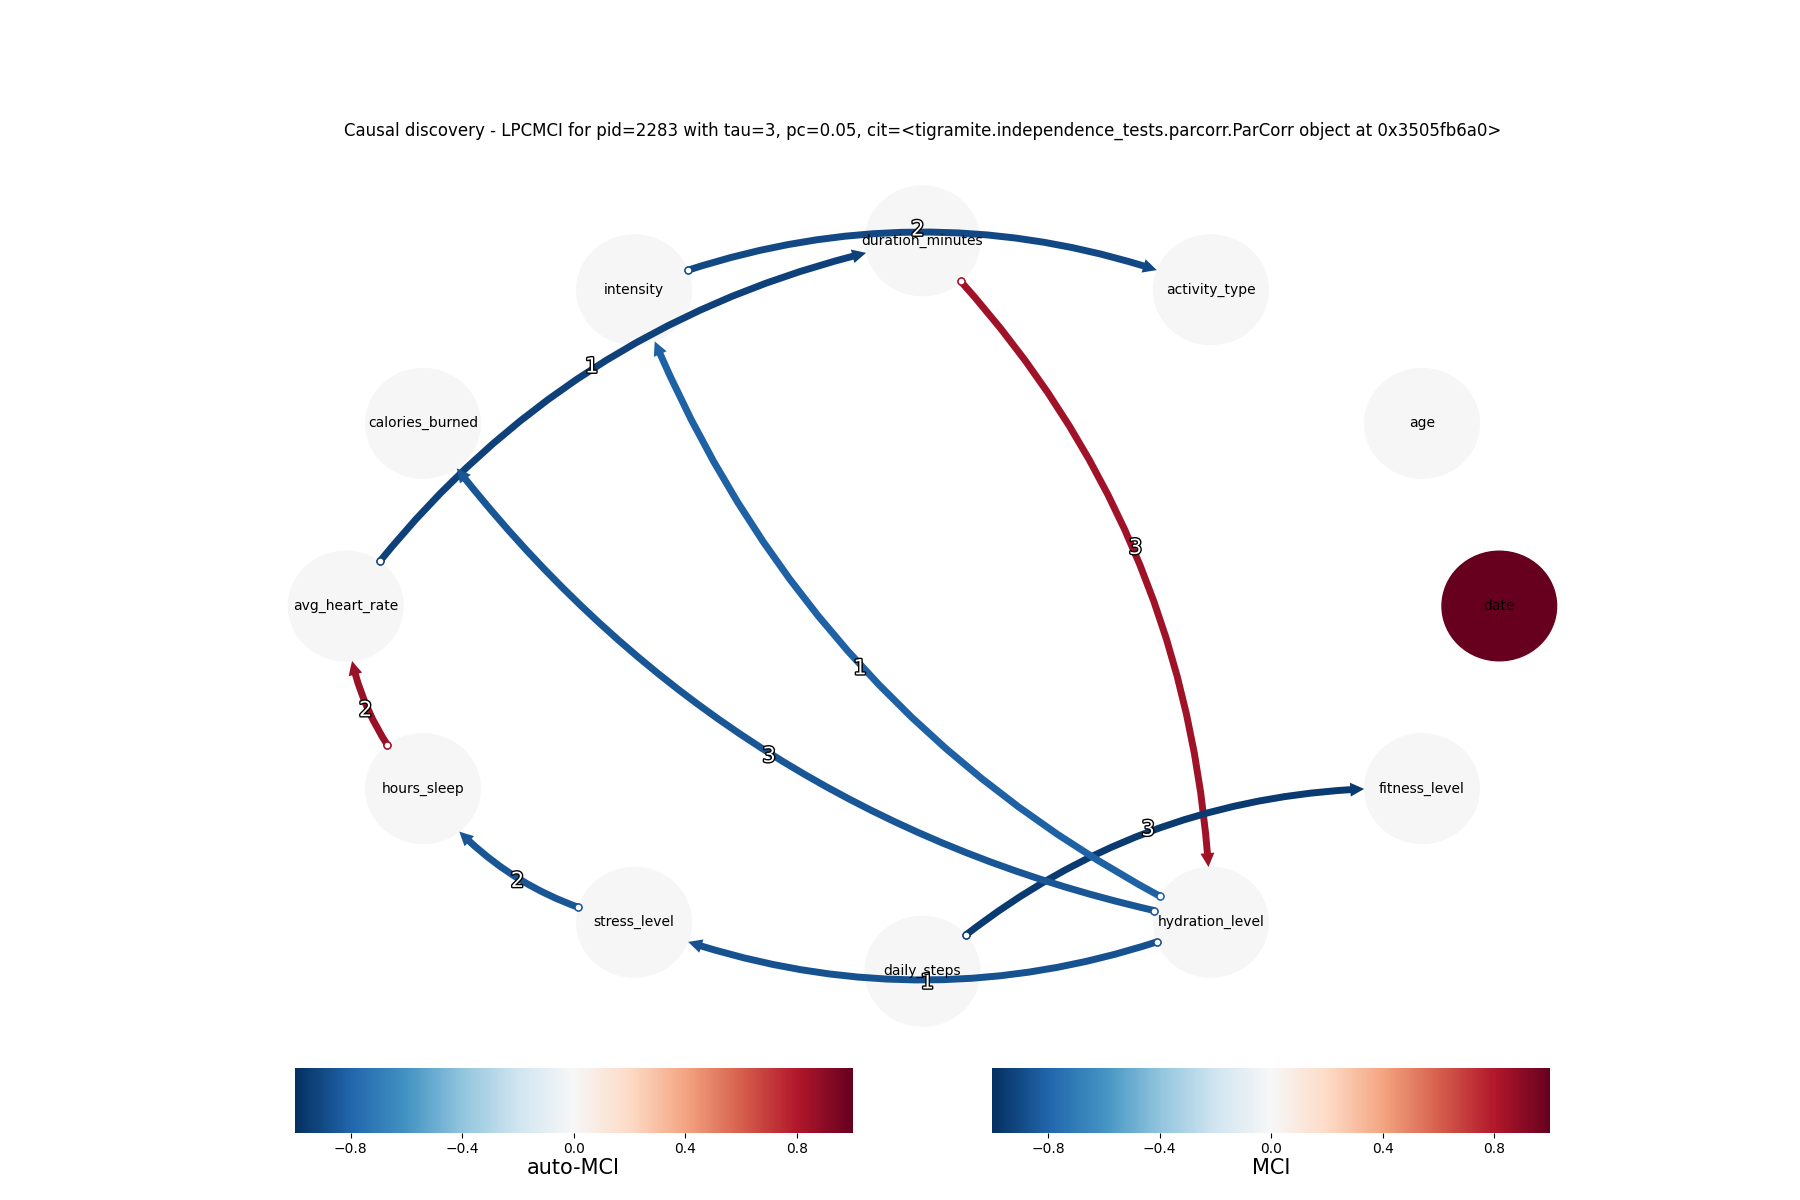 Causal discovery - LPCMCI for pid=2283 with tau=3, pc=0.05, cit=<tigramite.independence_tests.parcorr.ParCorr object at 0x3505fb6a0>
2
duration_minutes
intensity
activity_type
1
calories_burned
age
3
avg_heart_rate
date
1
2
3
hours_sleep
fitness_level
3
2
stress_level
hydration_level
daily_steps
1
−0.8 −0.4 0.0 0.4 0.8
auto-MCI
−0.8 −0.4 0.0 0.4 0.8
MCI